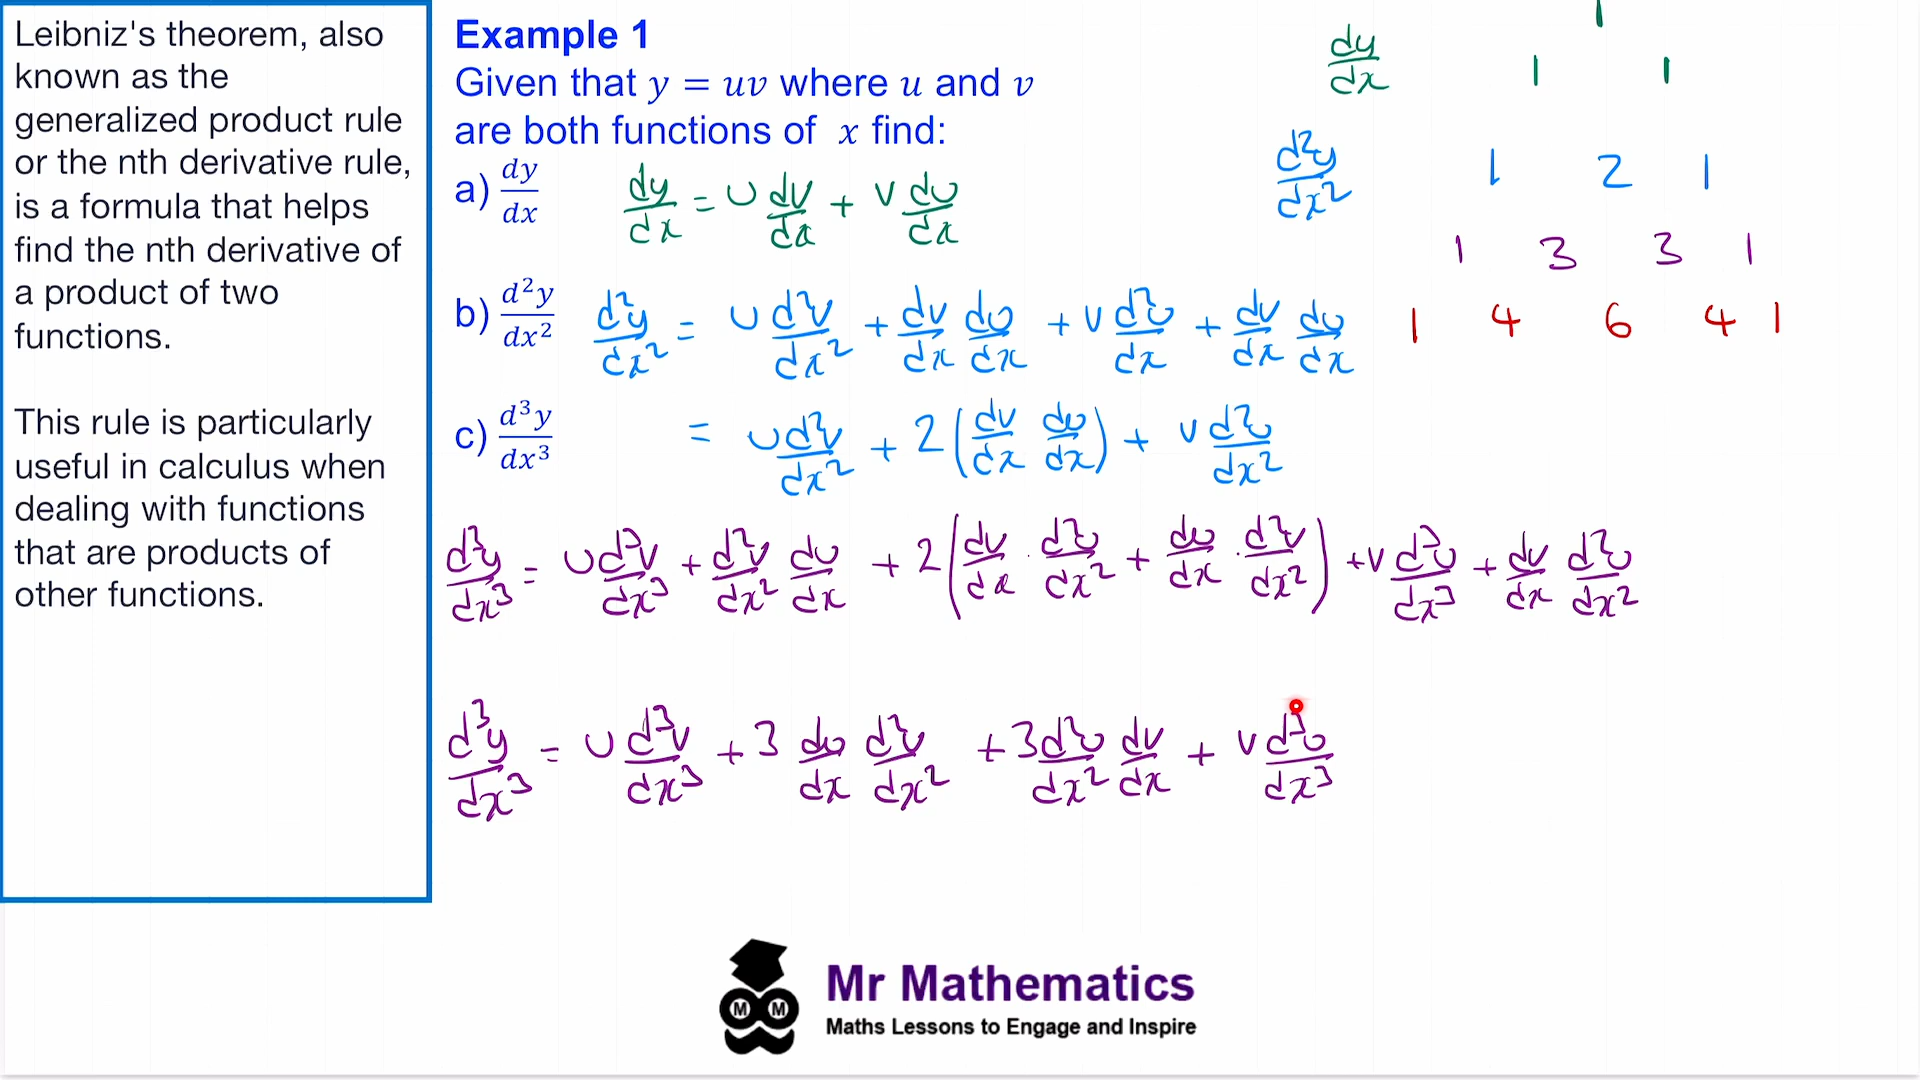 Leibniz's theorem, also
known as the
generalized product rule
or the nth derivative rule,
is a formula that helps
find the nth derivative of
a product of two
functions.
This rule is particularly
useful in calculus when
dealing with functions
that are products of
other functions.
Example 1
Given that y = uv where u and v
are both functions of x find:
a) dy/dx   dy/dx = u dv/dx + v du/dx
b) d²y/dx²   d²y/dx² = u d²v/dx² + dv/dx du/dx + v d²u/dx + dv/dx du/dx
c) d³y/dx³   = u d²v/dx² + 2(dv/dx du/dx) + v d²u/dx²
d³y/dx³ = u d³v/dx³ + d²v/dx² du/dx + 2(dv/dx · d²u/dx² + du/dx · d²v/dx²) + v d³u/dx³ + dv/dx d²u/dx²
d³y/dx³ = u d³v/dx³ + 3 du/dx d²v/dx² + 3 d²u/dx² dv/dx + v d³u/dx³
1
dy/dx 1 1
d²y/dx² 1 2 1
1 3 3 1
1 4 6 4 1
M M
Mr Mathematics
Maths Lessons to Engage and Inspire